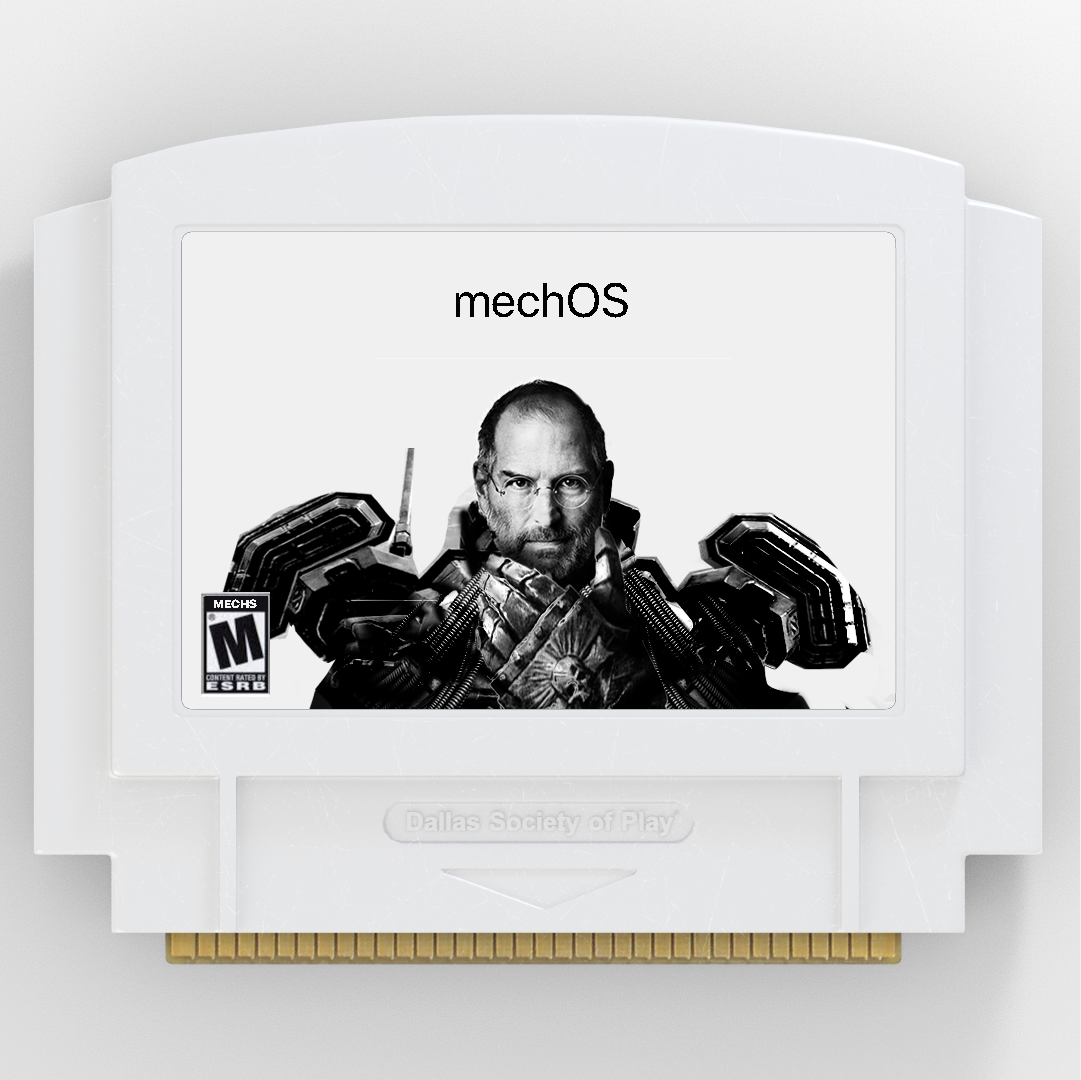 mechOS
MECHS
M
CONTENT RATED BY
ESRB
Dallas Society of Play